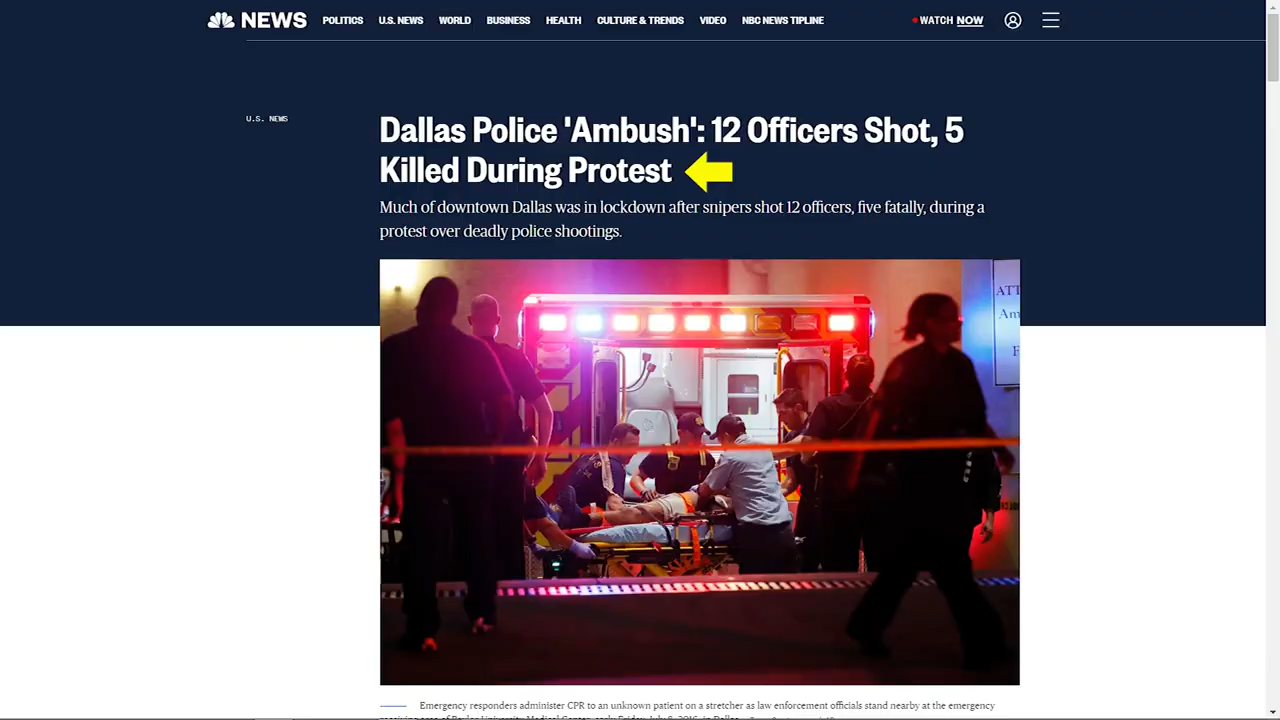 NEWS POLITICS U.S. NEWS WORLD BUSINESS HEALTH CULTURE & TRENDS VIDEO NBC NEWS TIPLINE WATCH NOW
U.S. NEWS
Dallas Police 'Ambush': 12 Officers Shot, 5
Killed During Protest
Much of downtown Dallas was in lockdown after snipers shot 12 officers, five fatally, during a
protest over deadly police shootings.
ATT
Am
F
Emergency responders administer CPR to an unknown patient on a stretcher as law enforcement officials stand nearby at the emergency